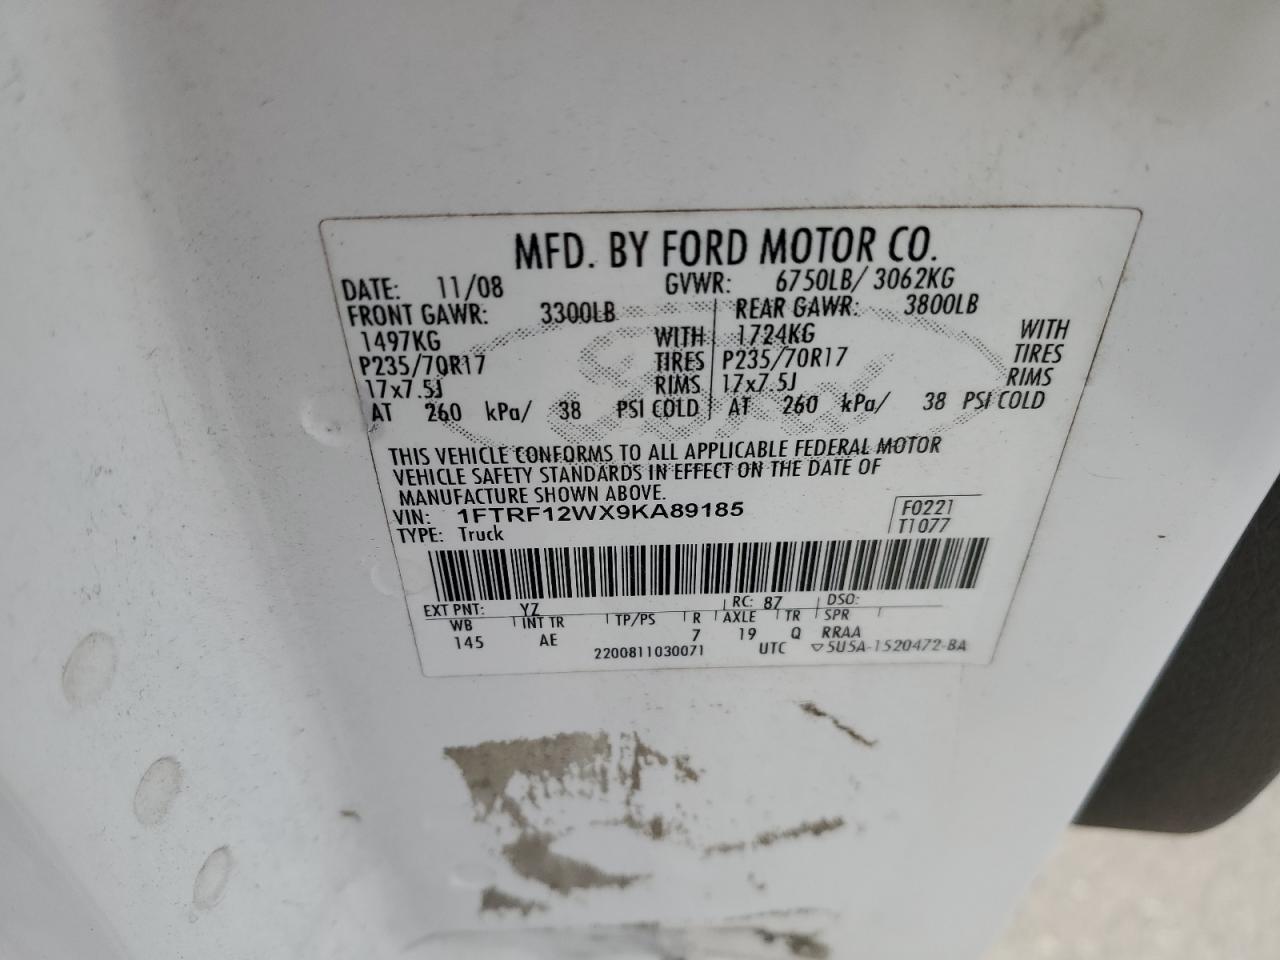 MFD. BY FORD MOTOR CO.
DATE: 11/08 GVWR: 6750LB/ 3062KG
FRONT GAWR: 3300LB REAR GAWR: 3800LB
1497KG WITH 1724KG WITH
P235/70R17 TIRES P235/70R17 TIRES
17x7.5J RIMS 17x7.5J RIMS
AT 260 kPa/ 38 PSI COLD AT 260 kPa/ 38 PSI COLD
THIS VEHICLE CONFORMS TO ALL APPLICABLE FEDERAL MOTOR
VEHICLE SAFETY STANDARDS IN EFFECT ON THE DATE OF
MANUFACTURE SHOWN ABOVE.
VIN: 1FTRF12WX9KA89185 F0221
TYPE: Truck T1077
EXT PNT: YZ RC: 87 DSO:
WB INT TR TP/PS R AXLE TR SPR
145 AE 7 19 Q RRAA
2200811030071 UTC ▽5U5A-1520472-BA